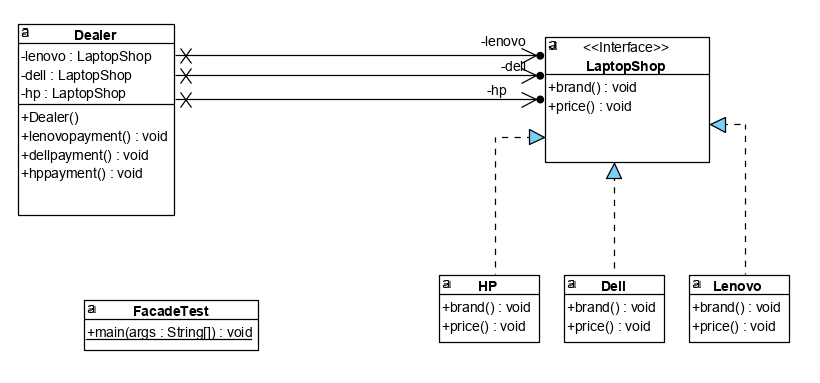 a Dealer
-lenovo : LaptopShop
-dell : LaptopShop
-hp : LaptopShop
+Dealer()
+lenovopayment() : void
+dellpayment() : void
+hppayment() : void
-lenovo
-dell
-hp
a <<Interface>>
LaptopShop
+brand() : void
+price() : void
a HP
+brand() : void
+price() : void
a Dell
+brand() : void
+price() : void
a Lenovo
+brand() : void
+price() : void
a FacadeTest
+main(args : String[]) : void